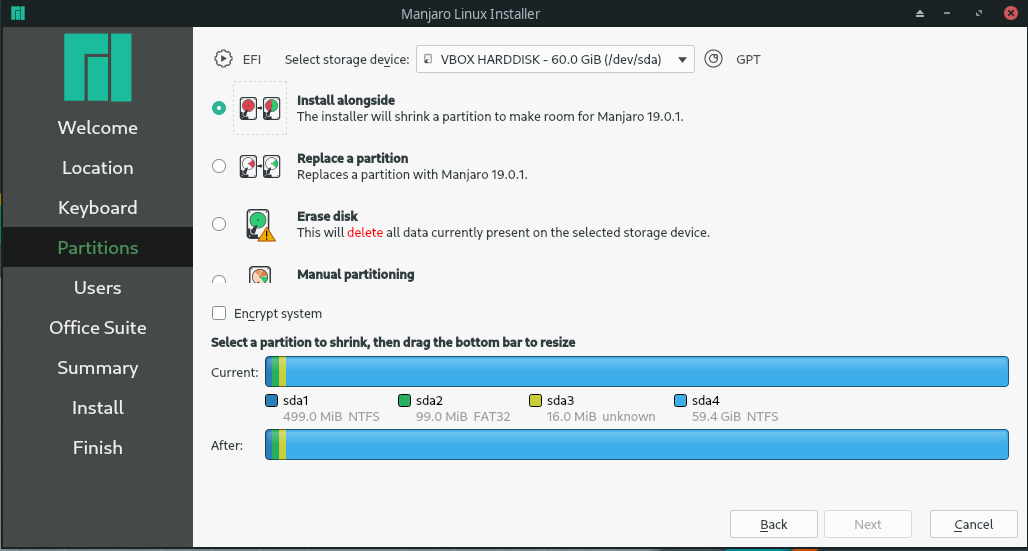 Manjaro Linux Installer
Welcome
Location
Keyboard
Partitions
Users
Office Suite
Summary
Install
Finish
EFI Select storage device: VBOX HARDDISK - 60.0 GiB (/dev/sda) GPT
Install alongside
The installer will shrink a partition to make room for Manjaro 19.0.1.
Replace a partition
Replaces a partition with Manjaro 19.0.1.
Erase disk
This will delete all data currently present on the selected storage device.
Manual partitioning
Encrypt system
Select a partition to shrink, then drag the bottom bar to resize
Current:
sda1 sda2 sda3 sda4
499.0 MiB NTFS 99.0 MiB FAT32 16.0 MiB unknown 59.4 GiB NTFS
After:
Back Next Cancel